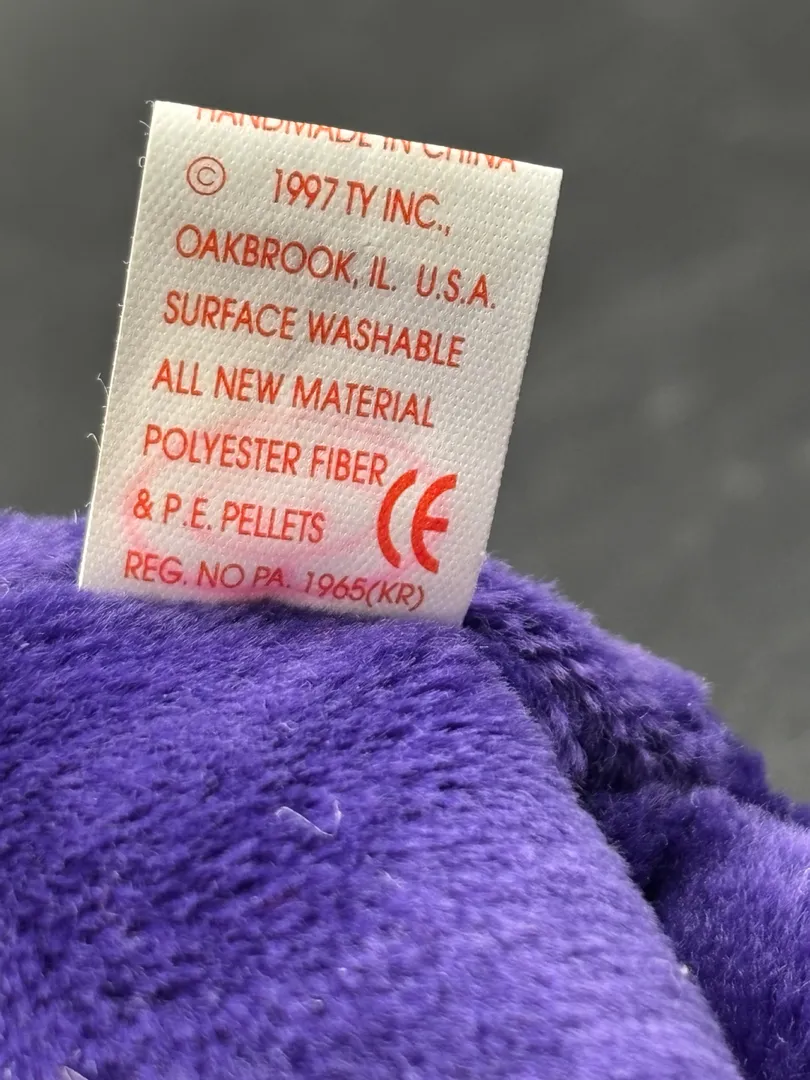 HANDMADE IN CHINA
© 1997 TY INC.,
OAKBROOK, IL. U.S.A.
SURFACE WASHABLE
ALL NEW MATERIAL
POLYESTER FIBER
& P.E. PELLETS CE
REG. NO PA. 1965(KR)